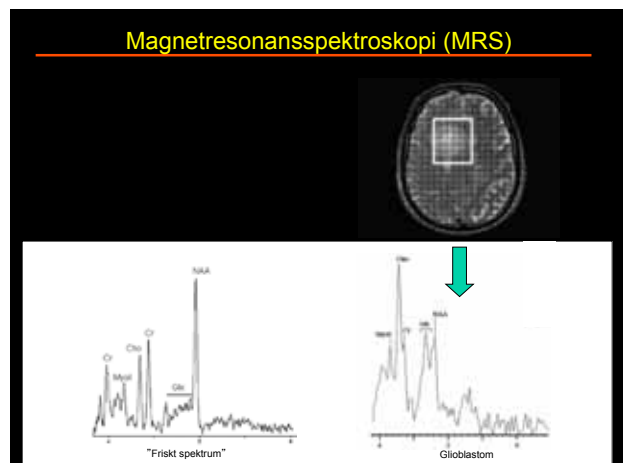 Magnetresonansspektroskopi (MRS)
NAA
Cr
Cho
Cr
MyoI
Glx
Cho
NAA
"Friskt spektrum"
Glioblastom